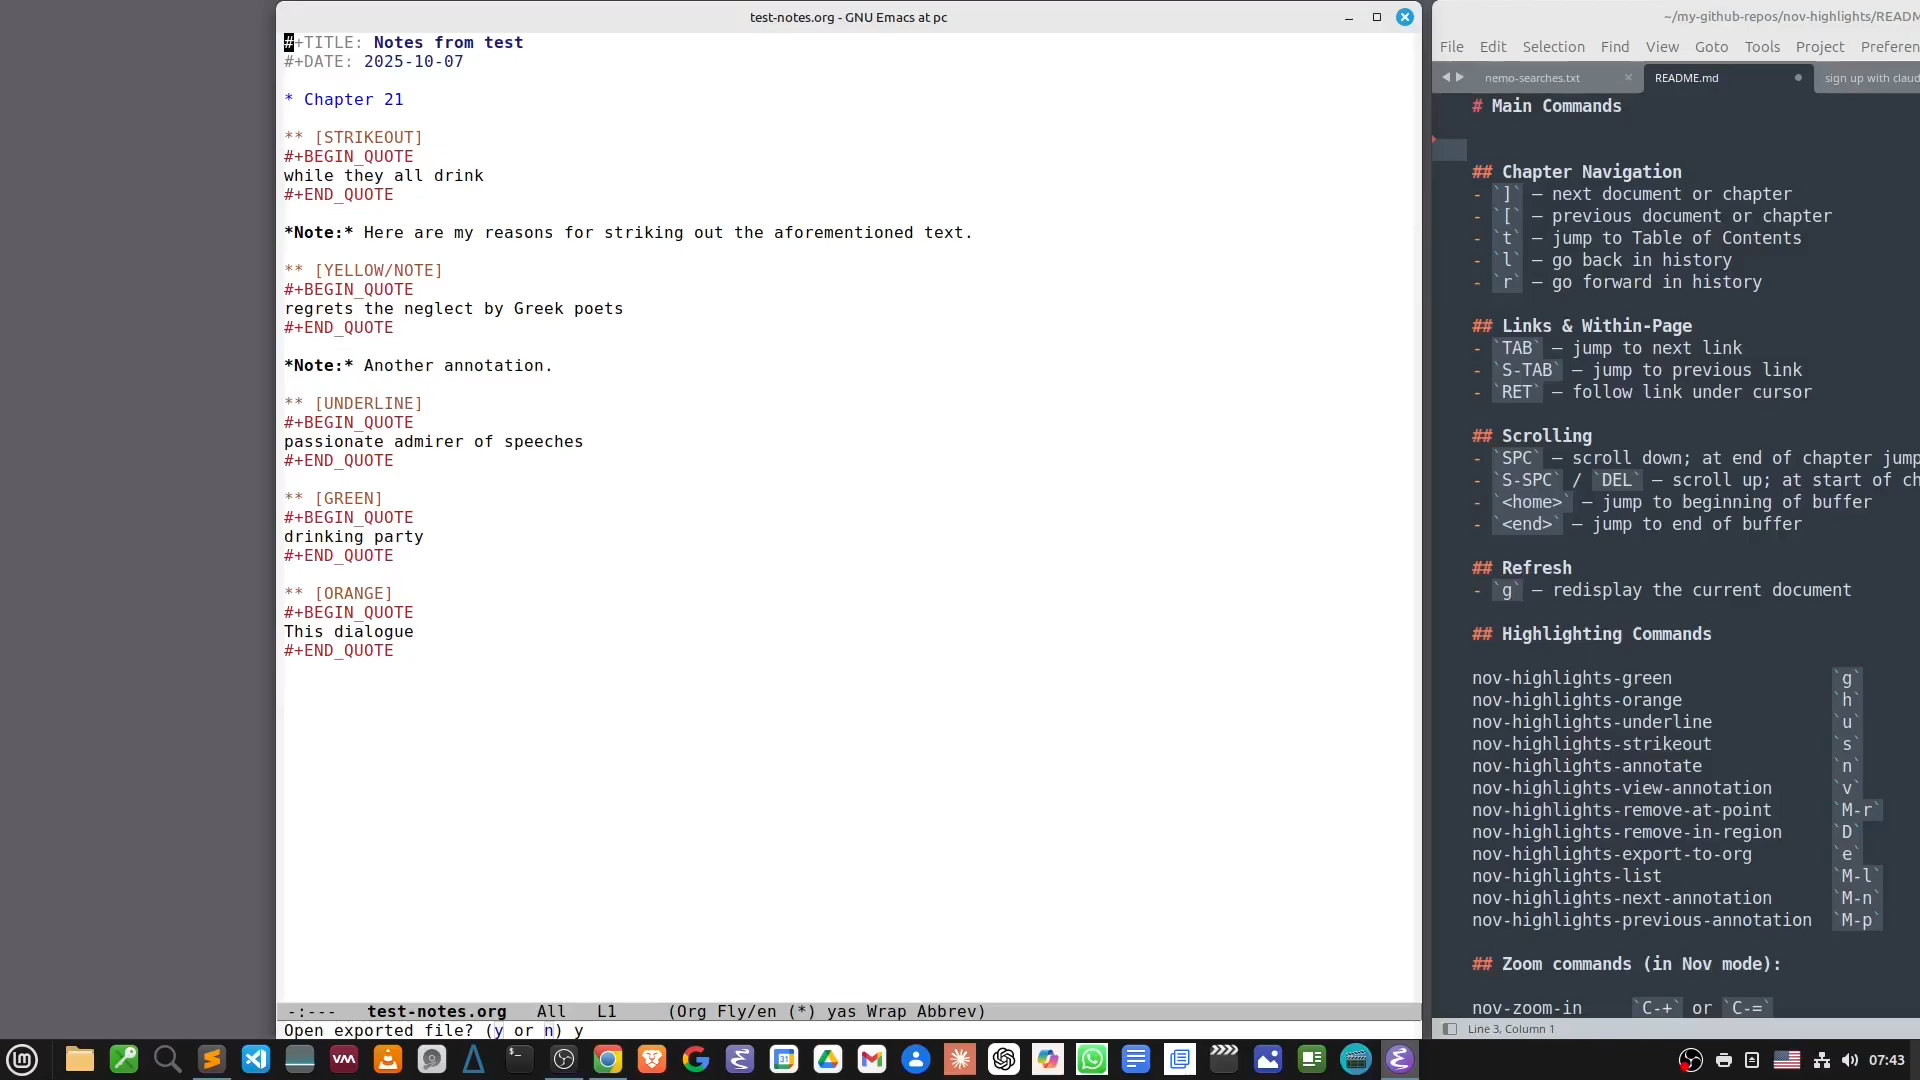 test-notes.org - GNU Emacs at pc
#+TITLE: Notes from test
#+DATE: 2025-10-07
* Chapter 21
** [STRIKEOUT]
#+BEGIN_QUOTE
while they all drink
#+END_QUOTE
*Note:* Here are my reasons for striking out the aforementioned text.
** [YELLOW/NOTE]
#+BEGIN_QUOTE
regrets the neglect by Greek poets
#+END_QUOTE
*Note:* Another annotation.
** [UNDERLINE]
#+BEGIN_QUOTE
passionate admirer of speeches
#+END_QUOTE
** [GREEN]
#+BEGIN_QUOTE
drinking party
#+END_QUOTE
** [ORANGE]
#+BEGIN_QUOTE
This dialogue
#+END_QUOTE
-:--- test-notes.org All L1 (Org Fly/en (*) yas Wrap Abbrev)
Open exported file? (y or n) y
~/my-github-repos/nov-highlights/README
File Edit Selection Find View Goto Tools Project Preferen
nemo-searches.txt README.md sign up with claud
# Main Commands
## Chapter Navigation
- `]` — next document or chapter
- `[` — previous document or chapter
- `t` — jump to Table of Contents
- `l` — go back in history
- `r` — go forward in history
## Links & Within-Page
- `TAB` — jump to next link
- `S-TAB` — jump to previous link
- `RET` — follow link under cursor
## Scrolling
- `SPC` — scroll down; at end of chapter jump
- `S-SPC` / `DEL` — scroll up; at start of ch
- `<home>` — jump to beginning of buffer
- `<end>` — jump to end of buffer
## Refresh
- `g` — redisplay the current document
## Highlighting Commands
nov-highlights-green `g`
nov-highlights-orange `h`
nov-highlights-underline `u`
nov-highlights-strikeout `s`
nov-highlights-annotate `n`
nov-highlights-view-annotation `v`
nov-highlights-remove-at-point `M-r`
nov-highlights-remove-in-region `D`
nov-highlights-export-to-org `e`
nov-highlights-list `M-l`
nov-highlights-next-annotation `M-n`
nov-highlights-previous-annotation `M-p`
## Zoom commands (in Nov mode):
nov-zoom-in `C-+` or `C-=`
Line 3, Column 1
07:43